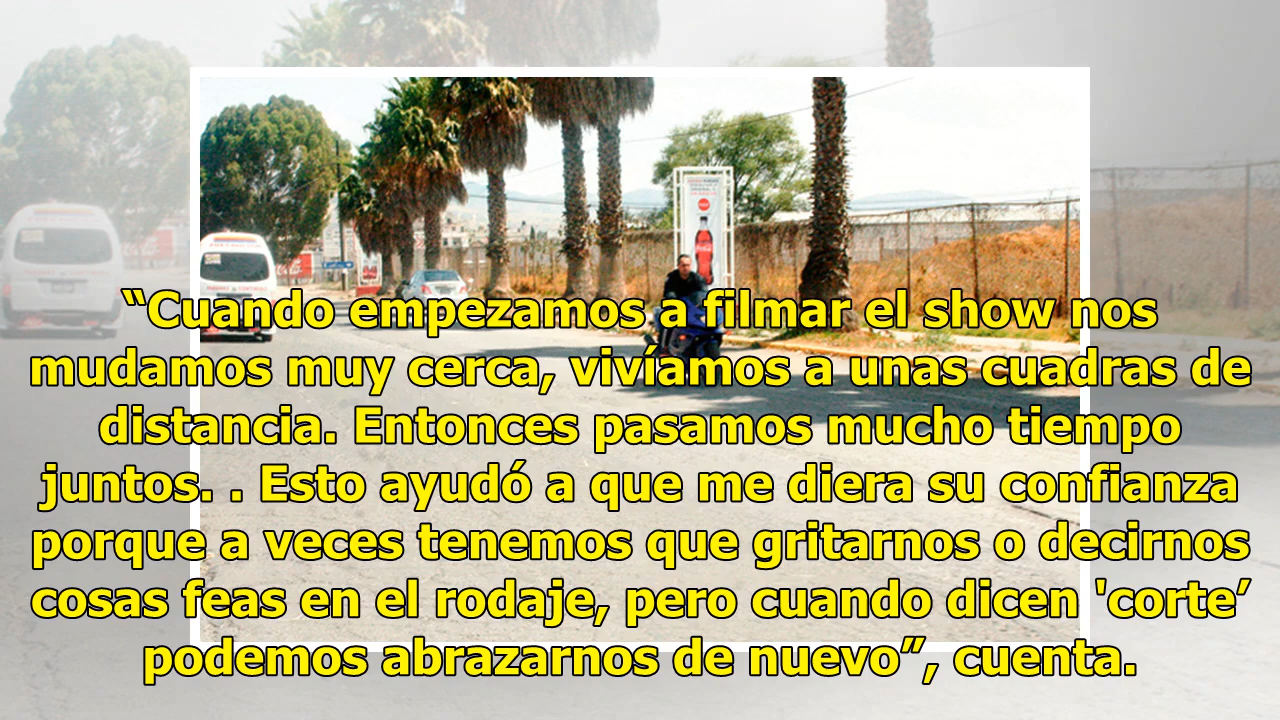 “Cuando empezamos a filmar el show nos
mudamos muy cerca, vivíamos a unas cuadras de
distancia. Entonces pasamos mucho tiempo
juntos. . Esto ayudó a que me diera su confianza
porque a veces tenemos que gritarnos o decirnos
cosas feas en el rodaje, pero cuando dicen 'corte’
podemos abrazarnos de nuevo”, cuenta.